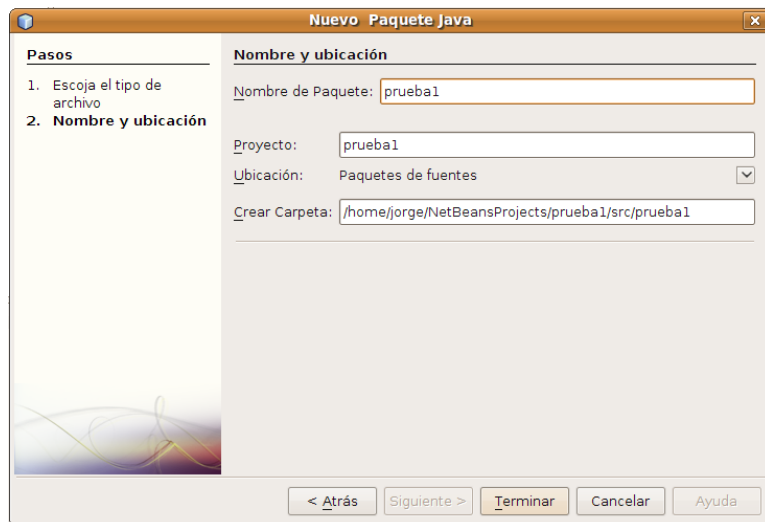 Nuevo Paquete Java
Pasos
1. Escoja el tipo de
archivo
2. Nombre y ubicación
Nombre y ubicación
Nombre de Paquete: prueba1
Proyecto: prueba1
Ubicación: Paquetes de fuentes
Crear Carpeta: /home/jorge/NetBeansProjects/prueba1/src/prueba1
< Atrás Siguiente > Terminar Cancelar Ayuda